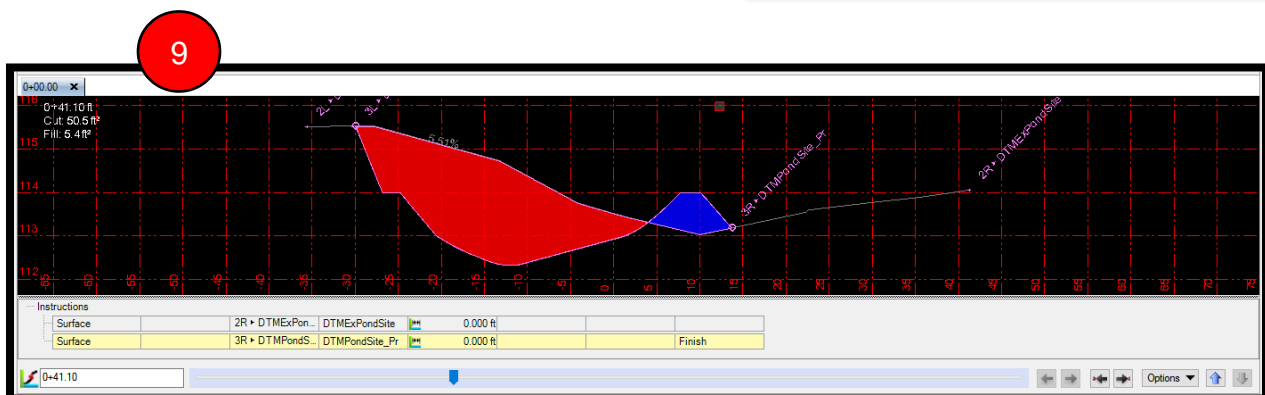 9
0+00.00
118
0+41.10 ft
Cut: 50.5 ft²
Fill: 5.4 ft²
115
114
113
112
5.51%
3R ▸ DTMPondSite_Pr
2R ▸ DTMExPondSite
-65 -60 -55 -50 -45 -40 -35 -30 -25 -20 -15 -10 -5 0 5 10 15 20 25 30 35 40 45 50 55 60 65 70 75
Instructions
Surface 2R ▸ DTMExPon... DTMExPondSite 0.000 ft
Surface 3R ▸ DTMPondS... DTMPondSite_Pr 0.000 ft Finish
0+41.10 Options